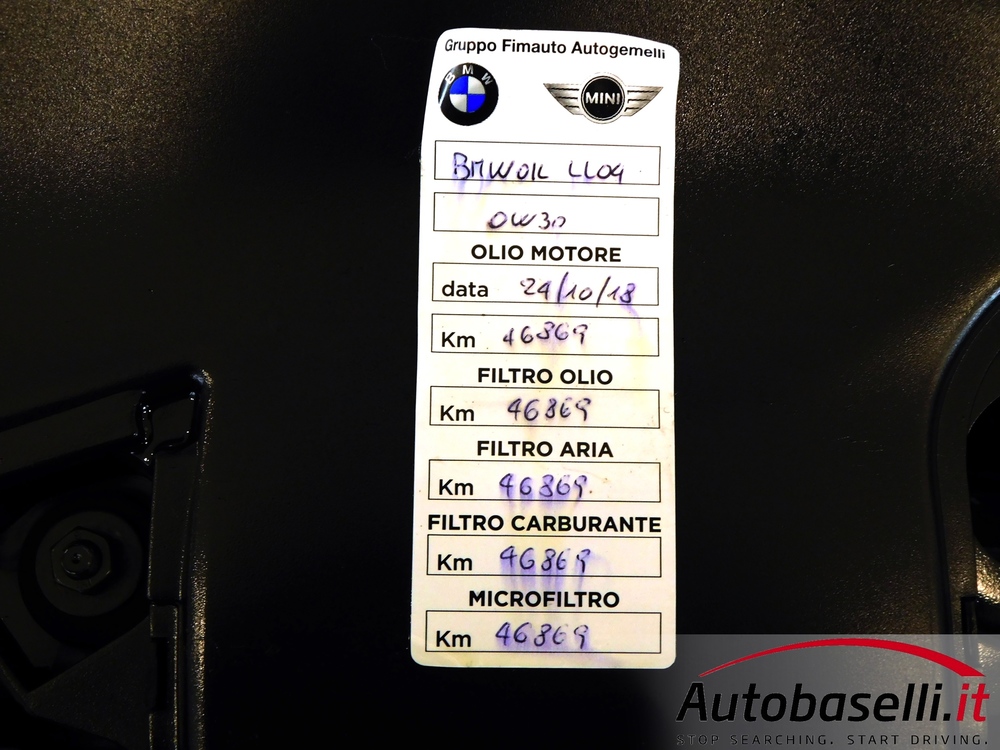 Gruppo Fimauto Autogemelli
BMW
MINI
BMW OIL LL04
0W30
OLIO MOTORE
data 24/10/18
Km 46869
FILTRO OLIO
Km 46869
FILTRO ARIA
Km 46869
FILTRO CARBURANTE
Km 46869
MICROFILTRO
Km 46869
Autobaselli.it
STOP SEARCHING. START DRIVING.